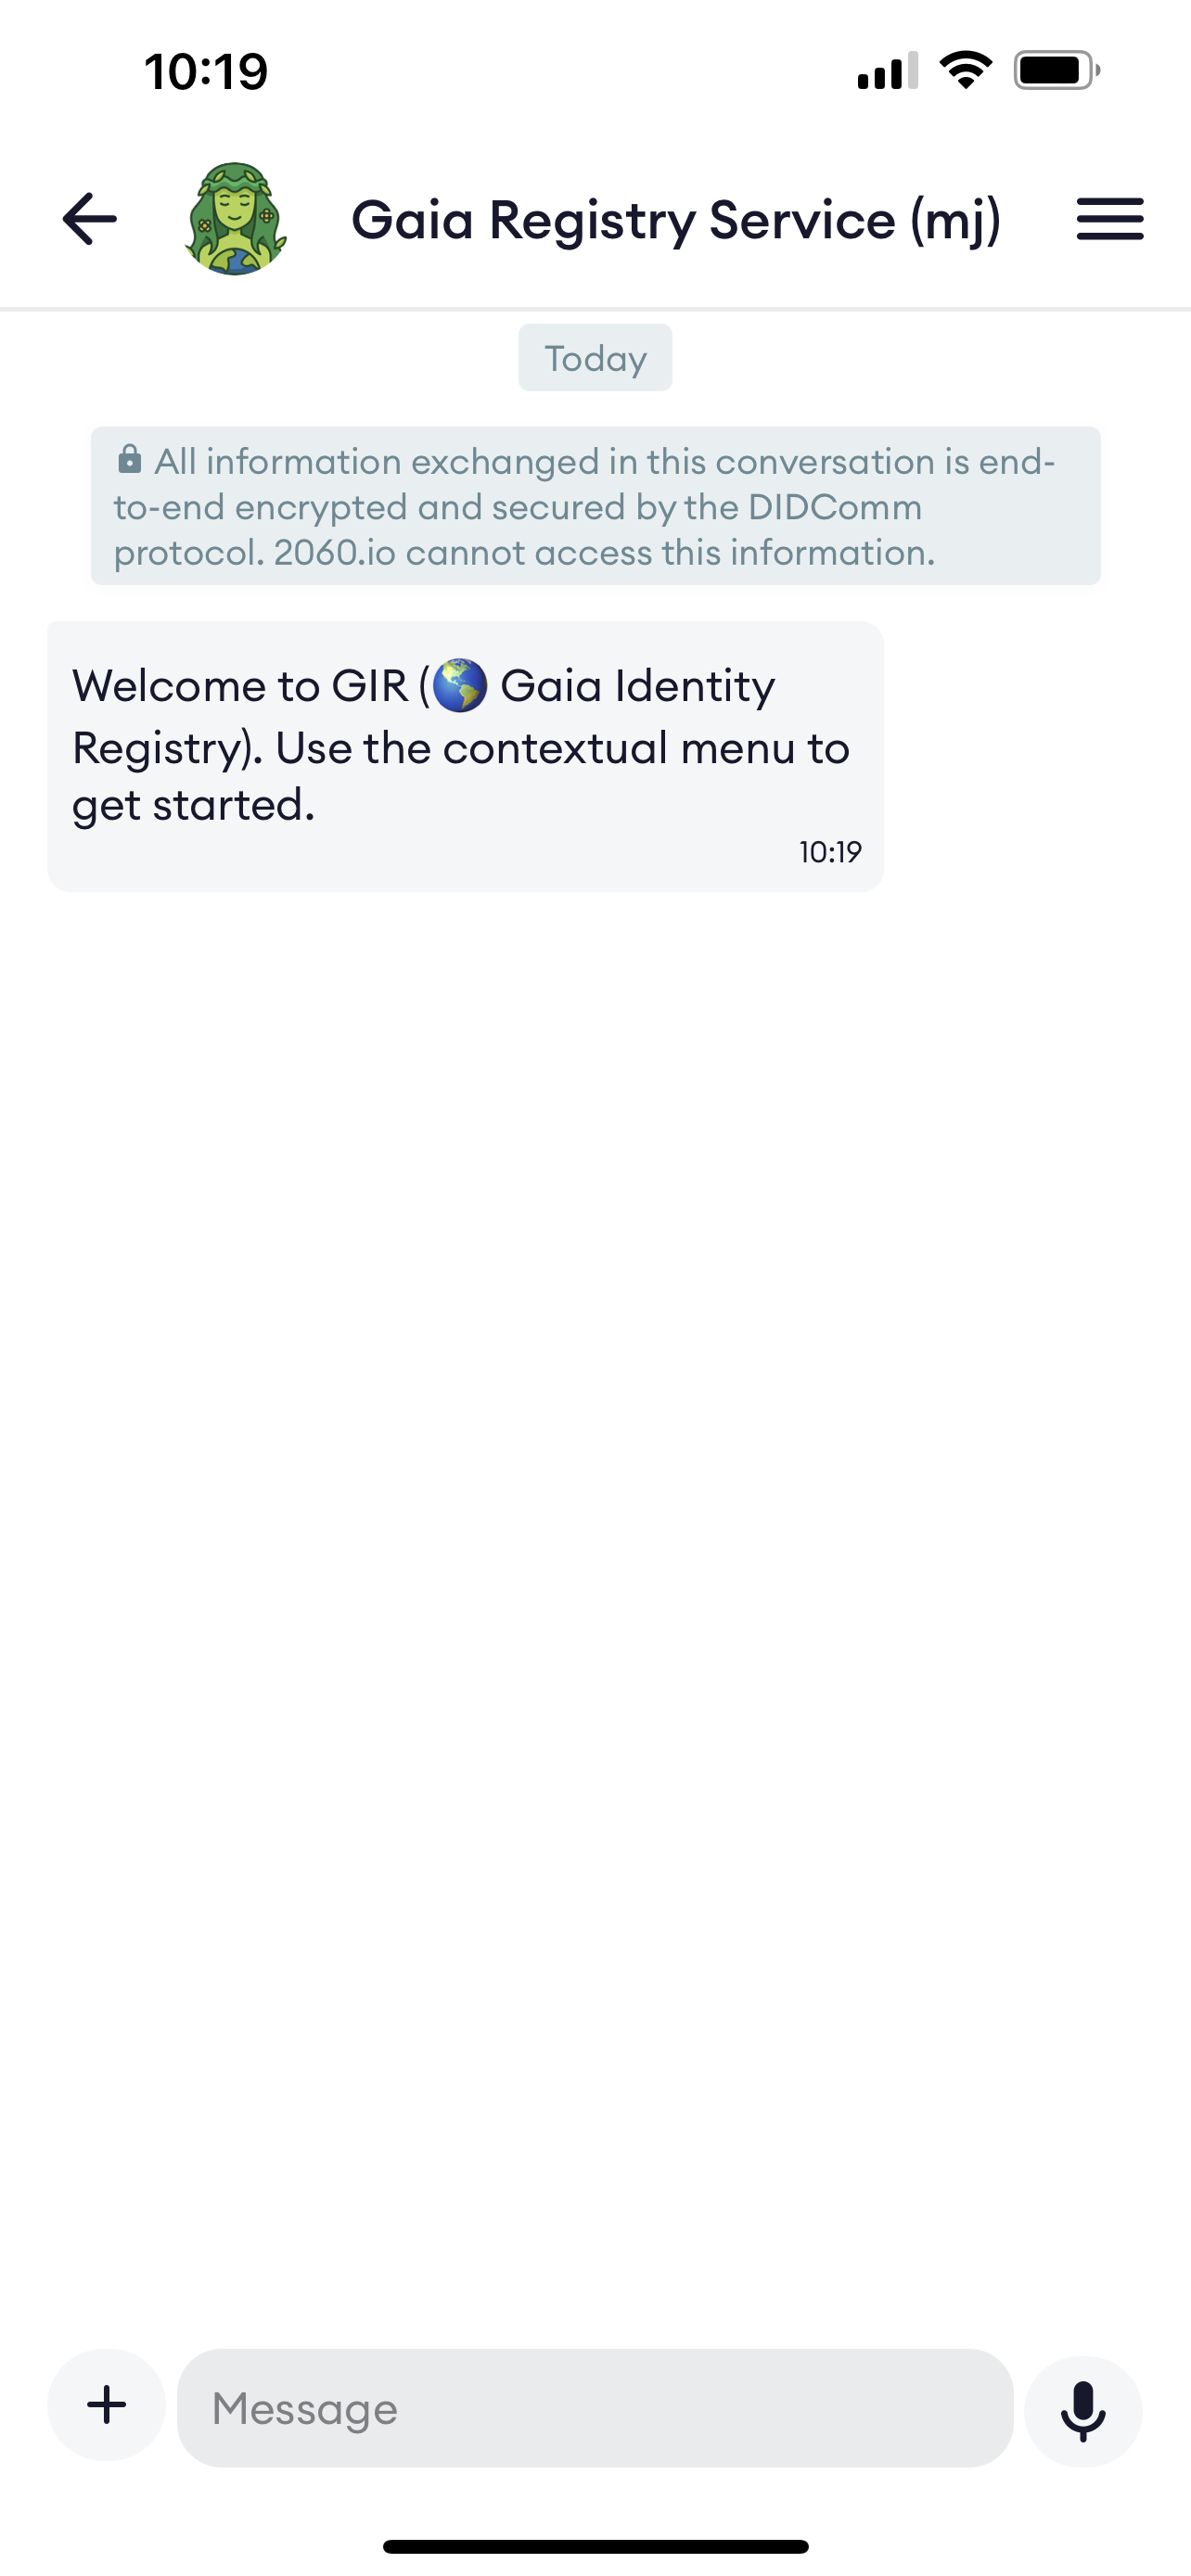 10:19
Gaia Registry Service (mj)
Today
All information exchanged in this conversation is end-
to-end encrypted and secured by the DIDComm
protocol. 2060.io cannot access this information.
Welcome to GIR (🌎 Gaia Identity
Registry). Use the contextual menu to
get started.
10:19
Message